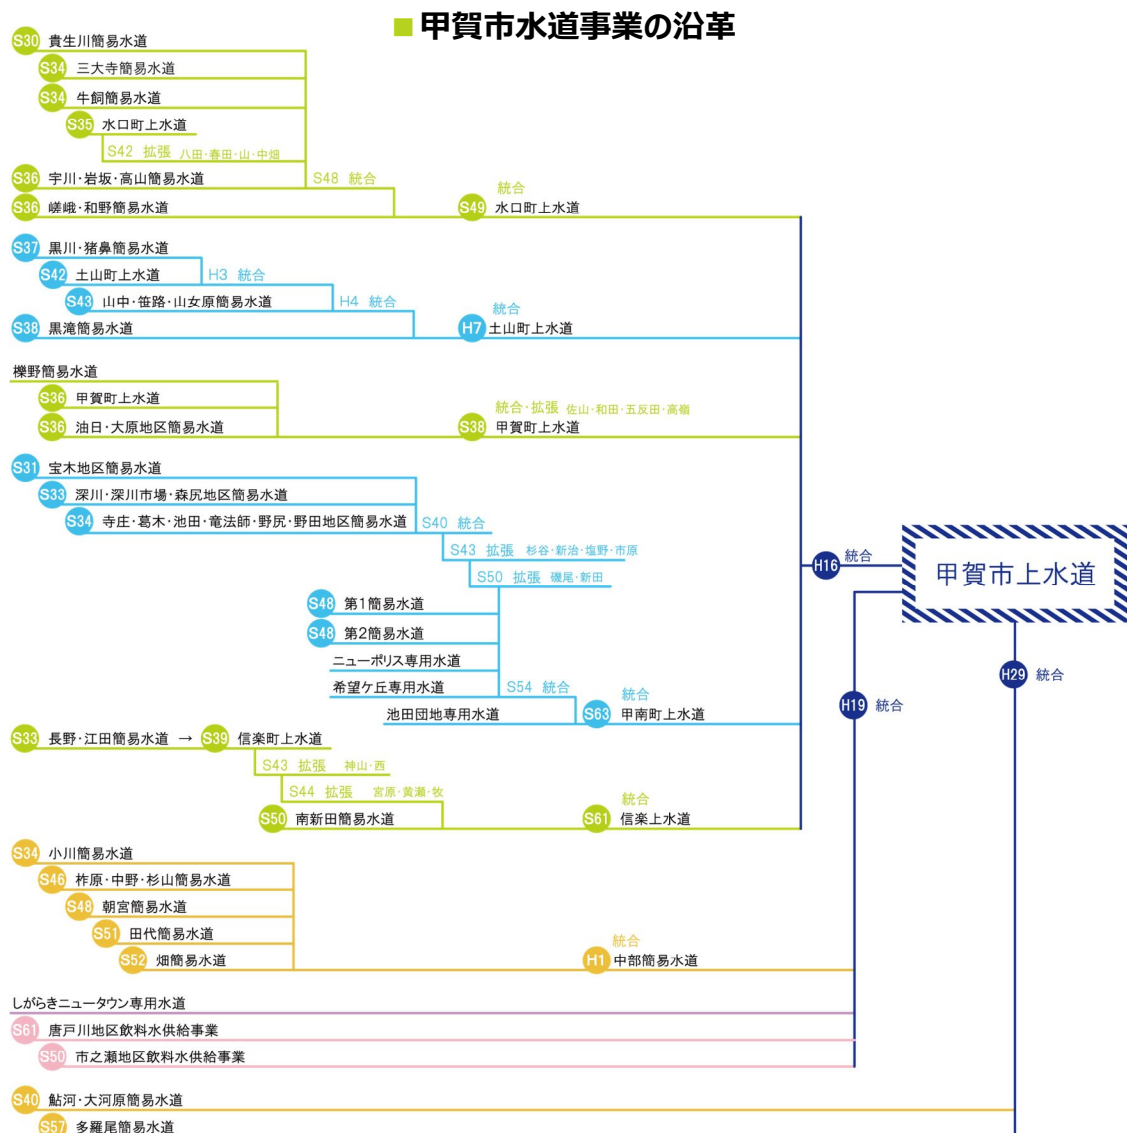 ■ 甲賀市水道事業の沿革
S30 貴生川簡易水道
S34 三大寺簡易水道
S34 牛飼簡易水道
S35 水口町上水道
S42 拡張 八田・春田・山・中畑
S36 宇川・岩坂・高山簡易水道
S48 統合
S36 嵯峨・和野簡易水道
統合
S49 水口町上水道
S37 黒川・猪鼻簡易水道
S42 土山町上水道
H3 統合
S43 山中・笹路・山女原簡易水道
H4 統合
S38 黒滝簡易水道
統合
H7 土山町上水道
櫟野簡易水道
S36 甲賀町上水道
S36 油日・大原地区簡易水道
統合・拡張 佐山・和田・五反田・高嶺
S38 甲賀町上水道
S31 宝木地区簡易水道
S33 深川・深川市場・森尻地区簡易水道
S34 寺庄・葛木・池田・竜法師・野尻・野田地区簡易水道
S40 統合
S43 拡張 杉谷・新治・塩野・市原
S50 拡張 磯尾・新田
S48 第1簡易水道
S48 第2簡易水道
ニューポリス専用水道
希望ケ丘専用水道
S54 統合
池田団地専用水道
統合
S63 甲南町上水道
S33 長野・江田簡易水道 → S39 信楽町上水道
S43 拡張 神山・西
S44 拡張 宮原・黄瀬・牧
S50 南新田簡易水道
統合
S61 信楽上水道
H16 統合
甲賀市上水道
H29 統合
H19 統合
S34 小川簡易水道
S46 柞原・中野・杉山簡易水道
S48 朝宮簡易水道
S51 田代簡易水道
S52 畑簡易水道
統合
H1 中部簡易水道
しがらきニュータウン専用水道
S61 唐戸川地区飲料水供給事業
S50 市之瀬地区飲料水供給事業
S40 鮎河・大河原簡易水道
S57 多羅尾簡易水道